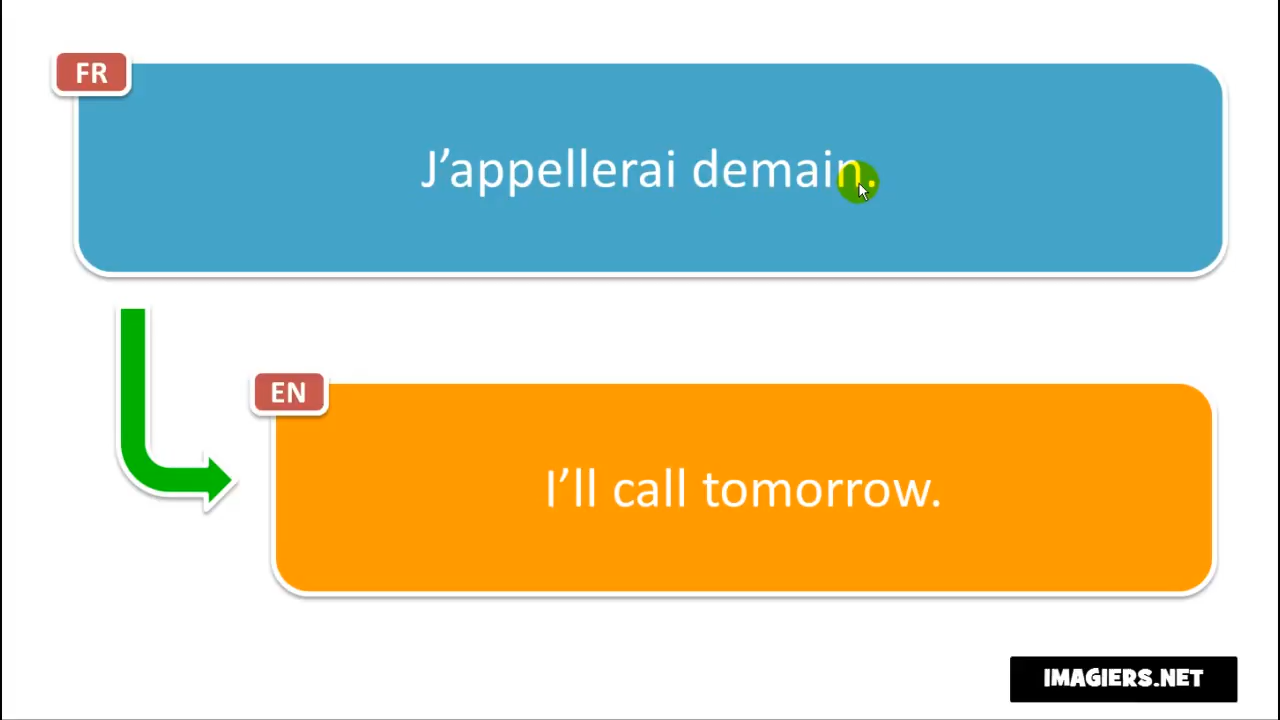 FR
J’appellerai demain.
EN
I’ll call tomorrow.
IMAGIERS.NET